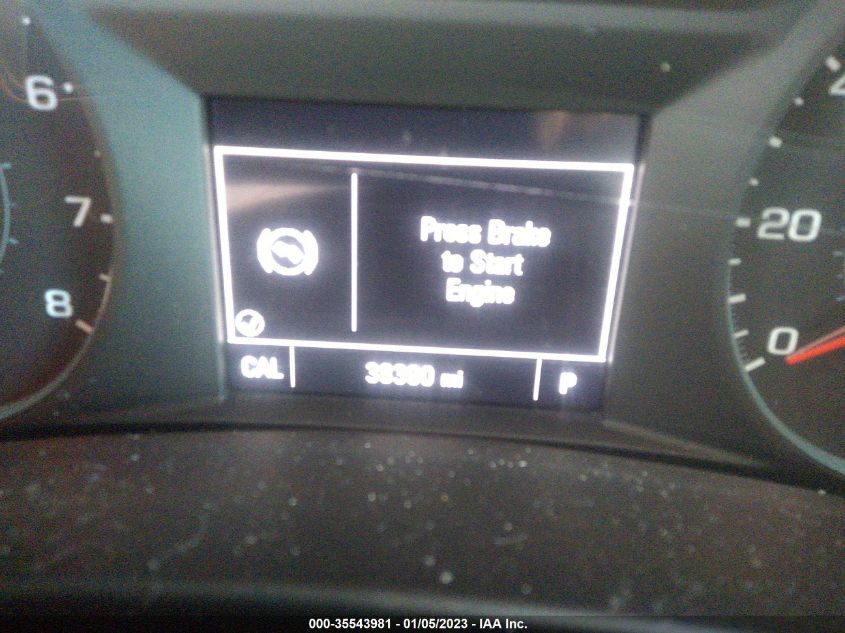 6
7
8
Press Brake
to Start
Engine
CAL
mi
P
20
0
000-35543981 - 01/05/2023 - IAA Inc.